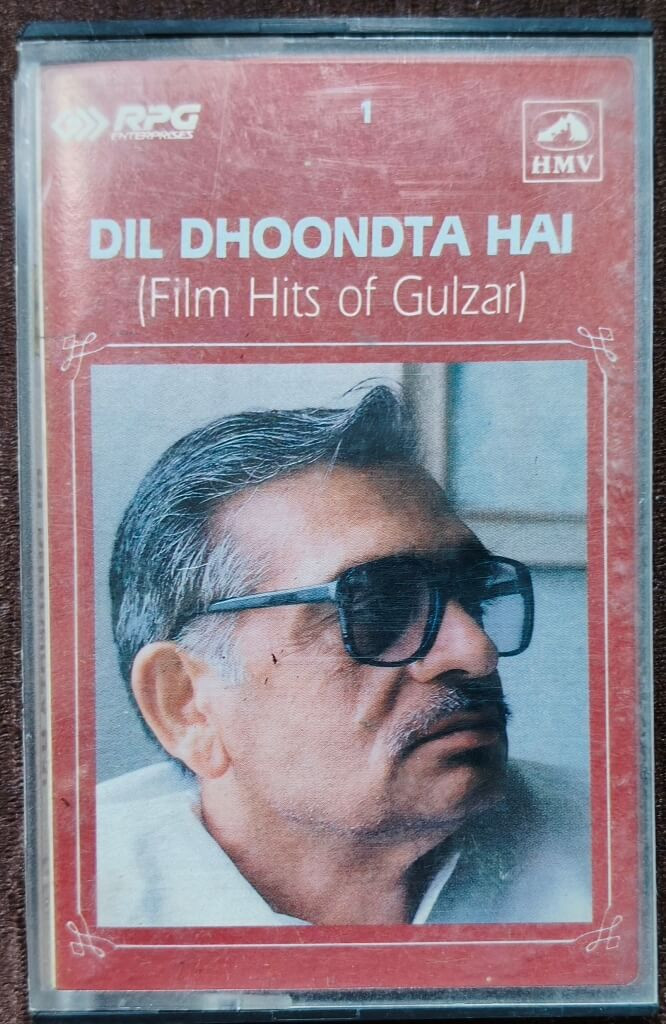 RPG
ENTERPRISES
1
HMV
DIL DHOONDTA HAI
(Film Hits of Gulzar)